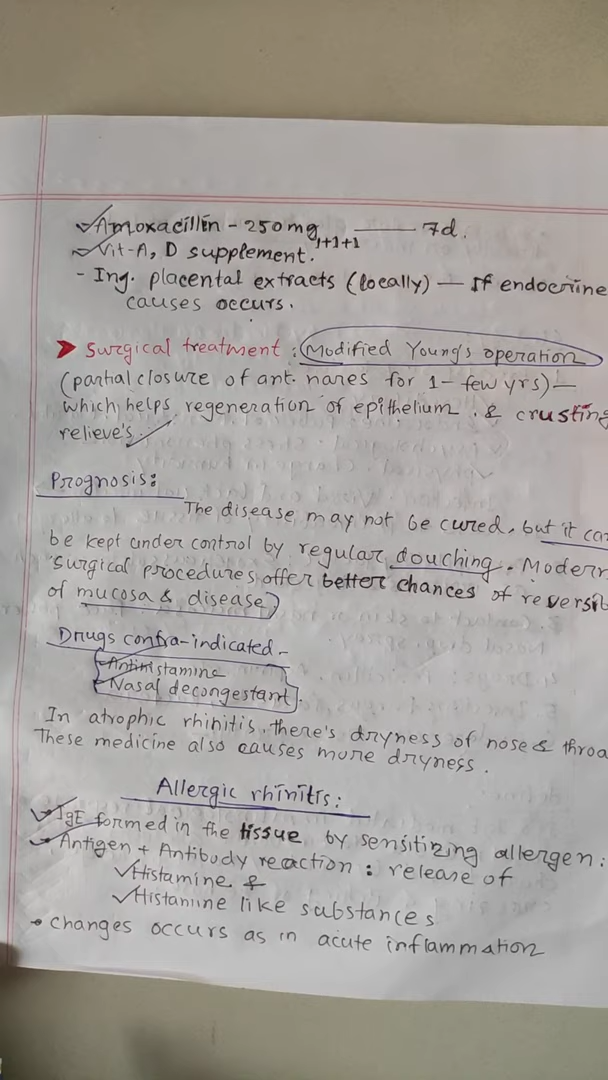 Amoxacillin - 250mg 1+1+1 —— 7d.
Vit-A, D supplement.
- Inj. placental extracts (locally) — If endocrine
causes occurs.
➤ Surgical treatment : Modified Young's operation
(partial closure of ant. nares for 1 - few yrs) —
which helps regeneration of epithelium . & crusting
relieve's
Prognosis:
The disease may not be cured, but it ca
be kept under control by regular douching. Moder
surgical procedures offer better chances of reversib
of mucosa & disease)
Drugs contra-indicated -
- Antihistamine
- Nasal decongestant].
In atrophic rhinitis, there's dryness of nose & throa
These medicine also causes more dryness.
Allergic rhinitis:
IgE formed in the tissue by sensitizing allergen:
Antigen + Antibody reaction : release of
✓Histamine &
✓Histamine like substances
• changes occurs as in acute inflammation